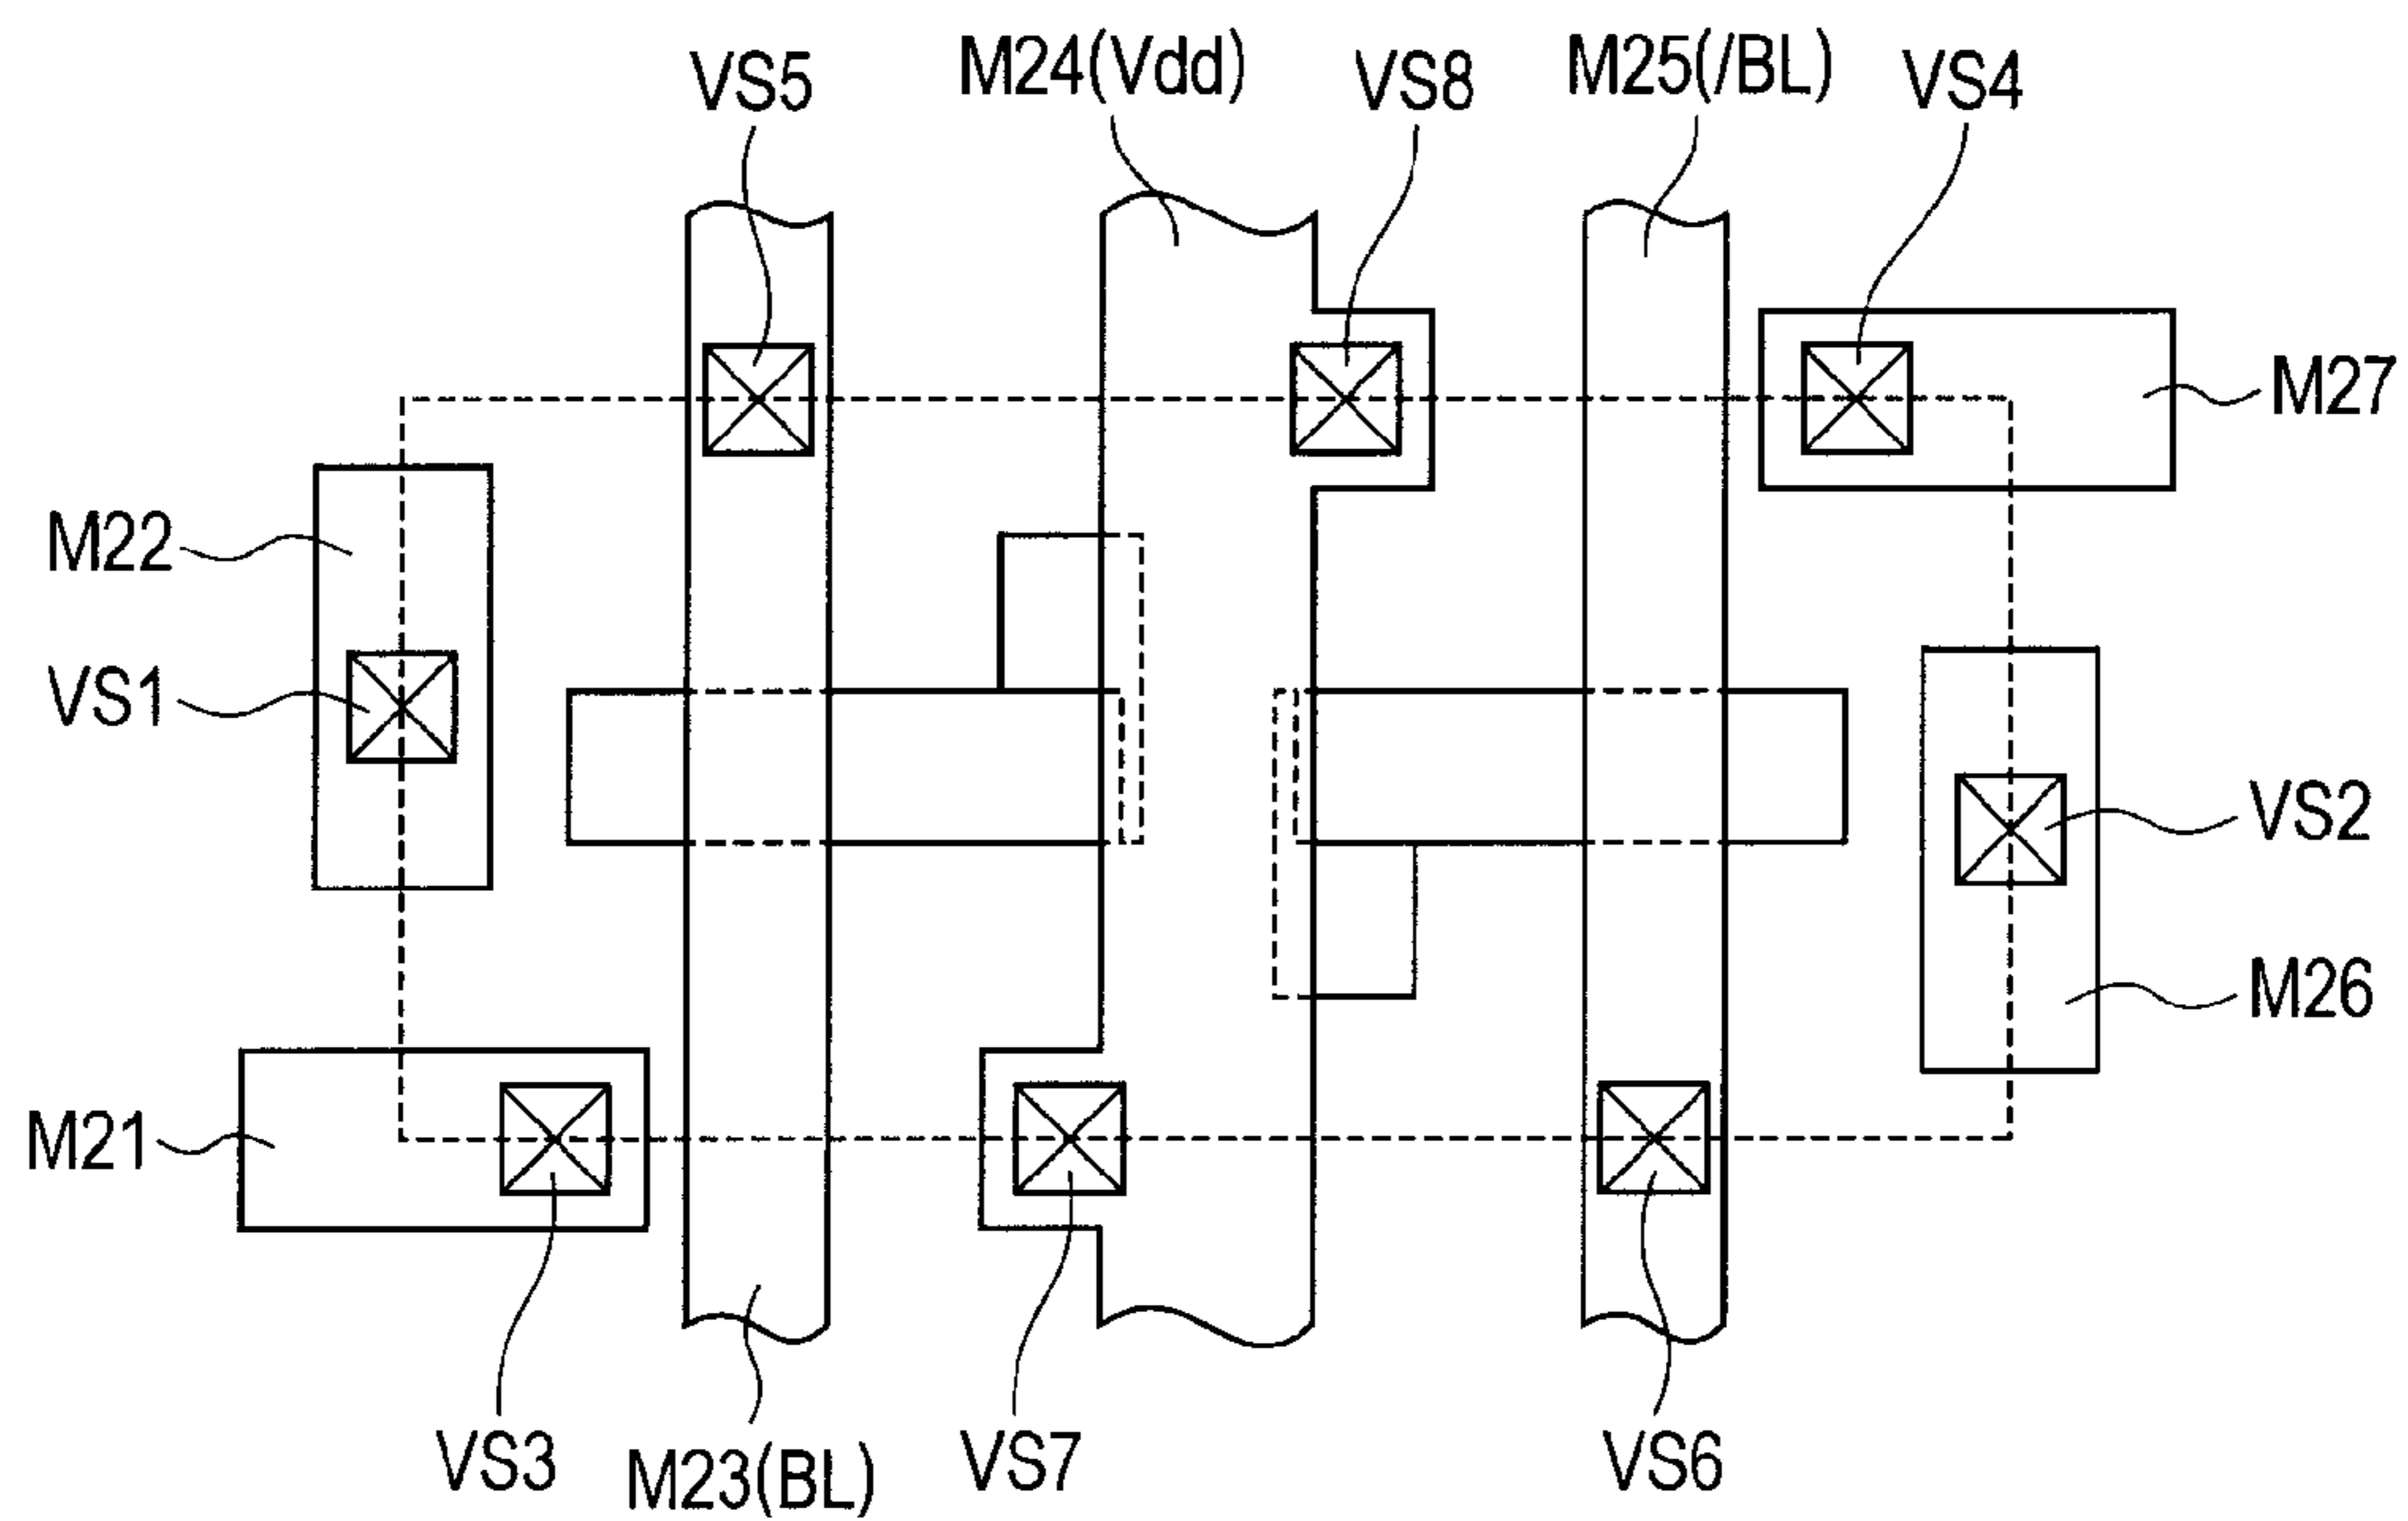 M24(Vdd)
M25(/BL)
VS5
VS8
VS4
M27
M22
VS1
VS2
M26
M21
VS3
M23(BL)
VS7
VS6